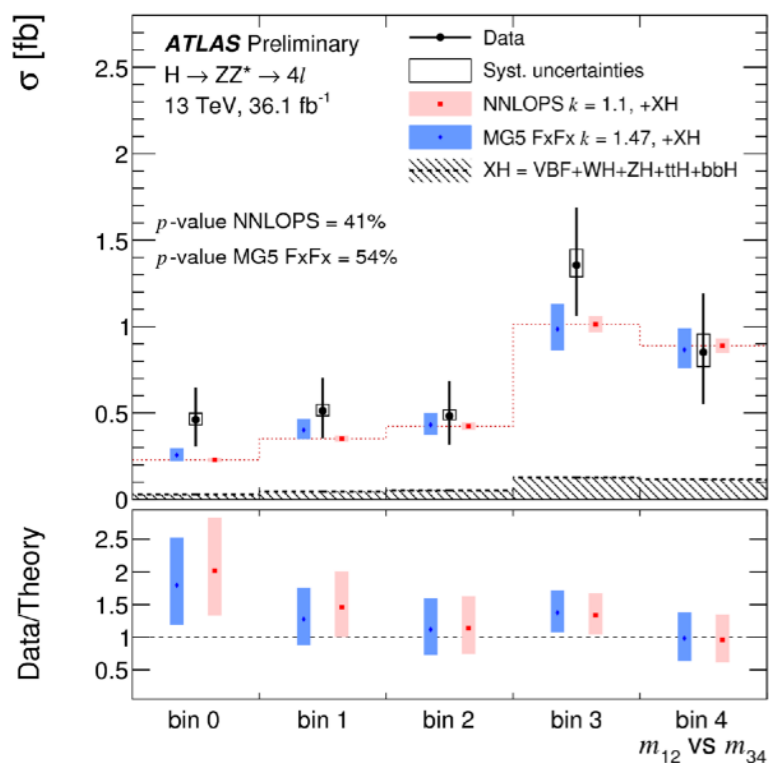 σ [fb]
2.5
2
1.5
1
0.5
0
ATLAS Preliminary
H → ZZ* → 4l
13 TeV, 36.1 fb⁻¹
Data
Syst. uncertainties
NNLOPS k = 1.1, +XH
MG5 FxFx k = 1.47, +XH
XH = VBF+WH+ZH+ttH+bbH
p-value NNLOPS = 41%
p-value MG5 FxFx = 54%
Data/Theory
2.5
2
1.5
1
0.5
bin 0 bin 1 bin 2 bin 3 bin 4
m₁₂ vs m₃₄